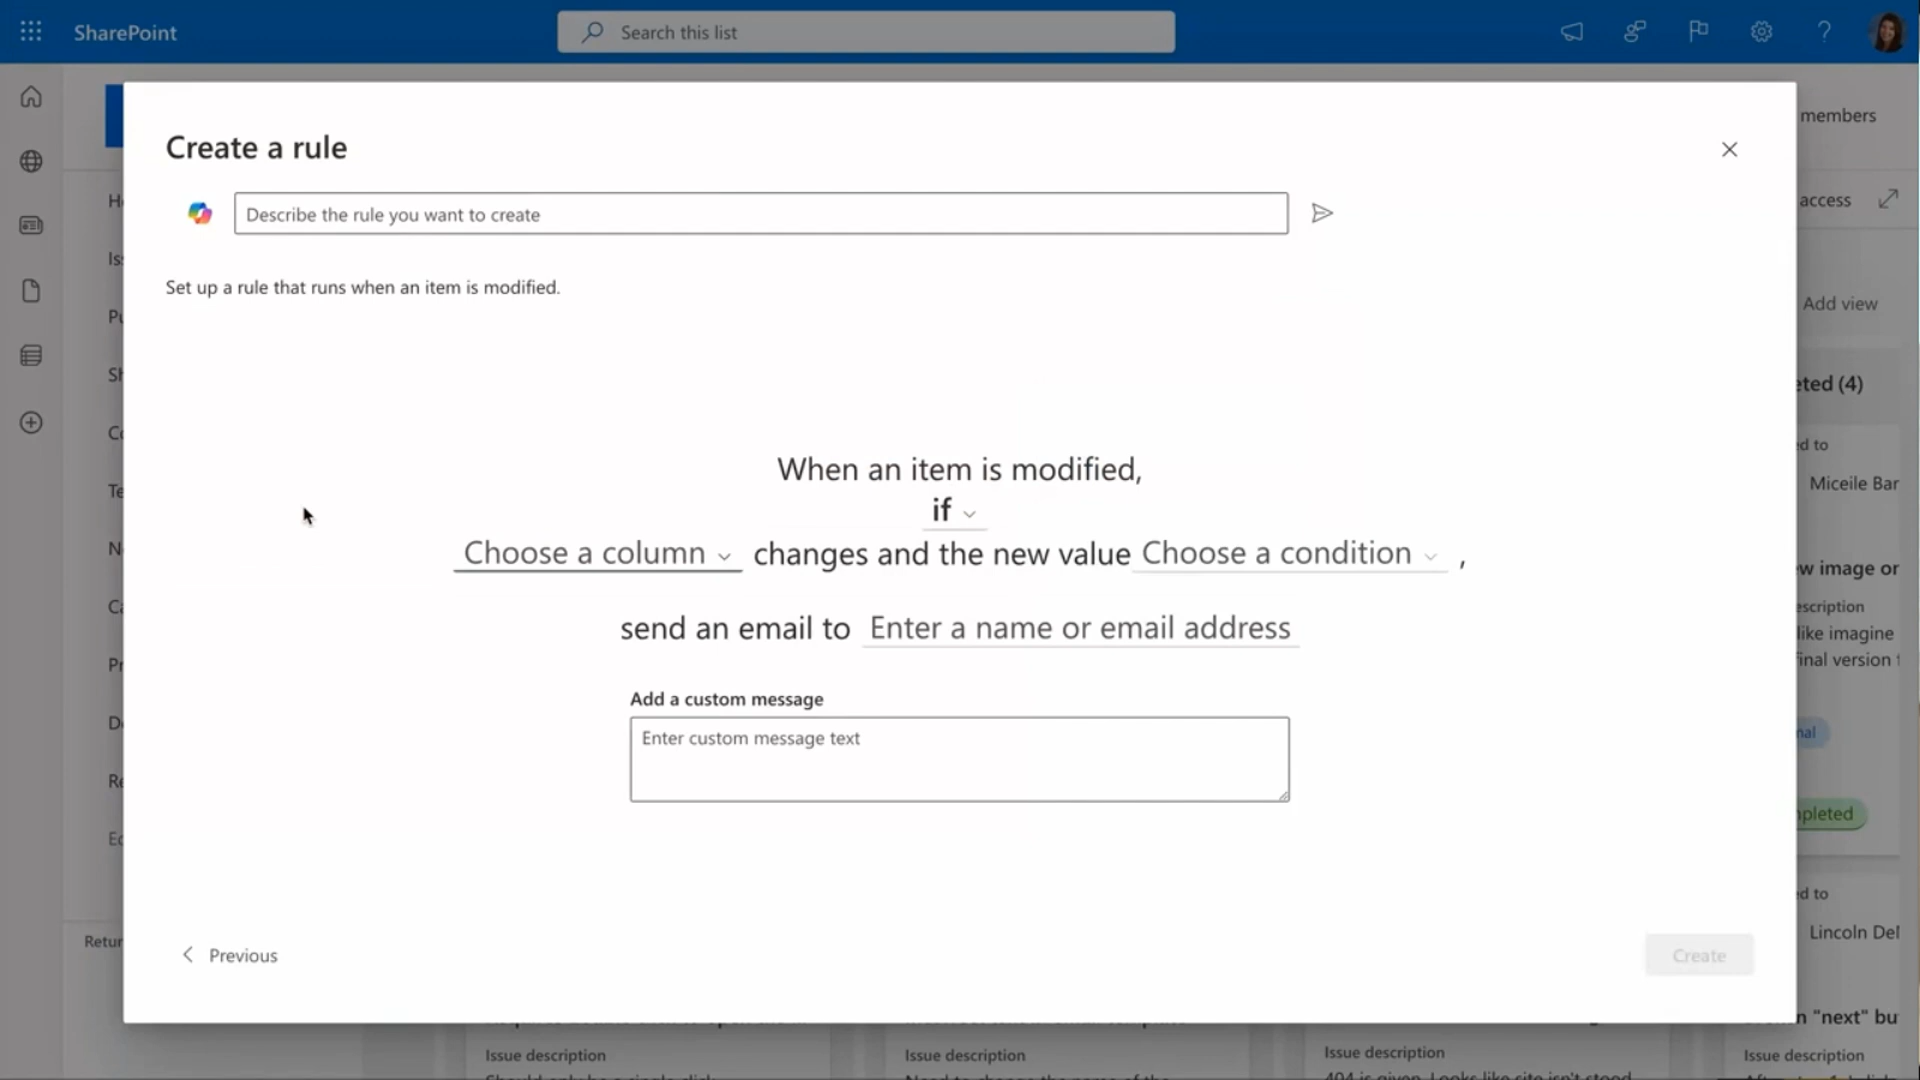 SharePoint
Search this list
members
access
Add view
Create a rule
Describe the rule you want to create
Set up a rule that runs when an item is modified.
When an item is modified,
if
Choose a column changes and the new value Choose a condition ,
send an email to Enter a name or email address
Add a custom message
Enter custom message text
Previous
Create
eted (4)
ed to
Miceile Bar
w image or
escription
like imagine
final version f
nal
pleted
ed to
Lincoln Del
n "next" bu
Retur
Issue description
Issue description
Issue description
Issue description